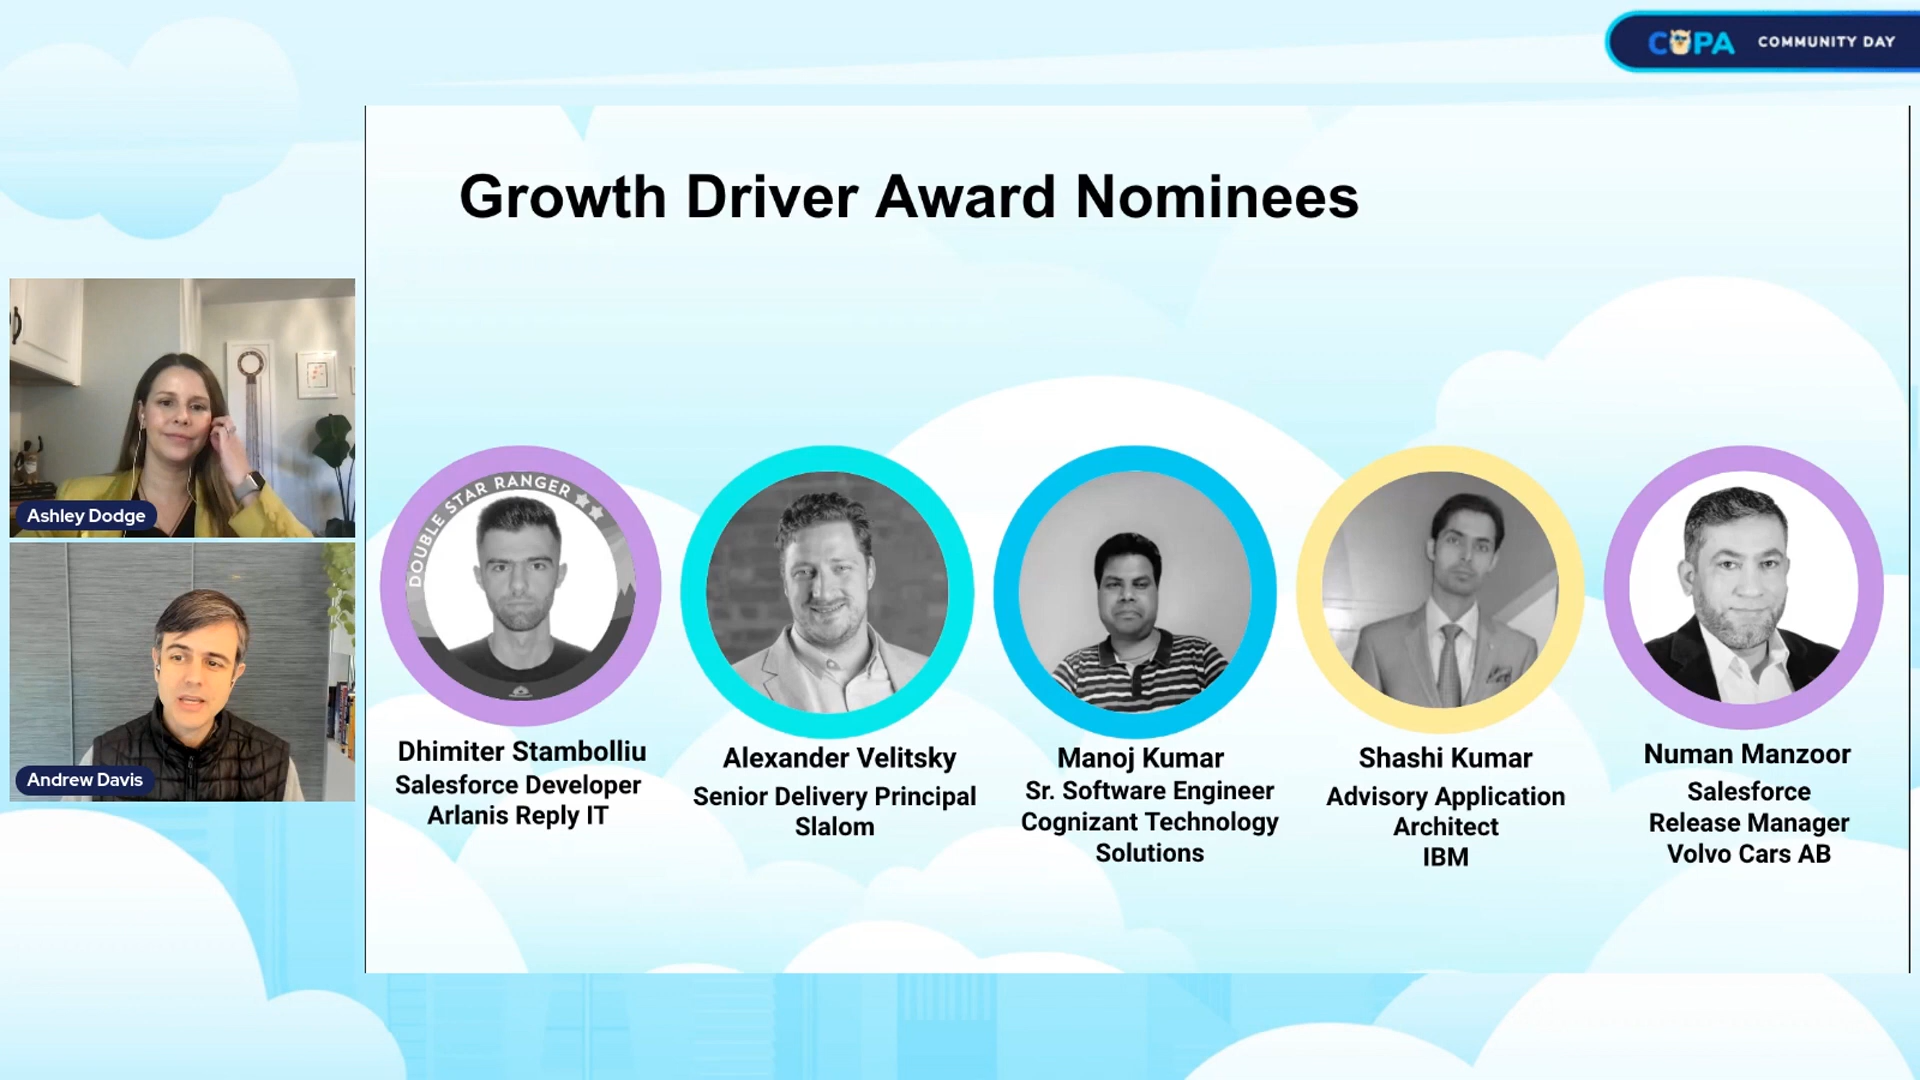 COPA COMMUNITY DAY
Growth Driver Award Nominees
Ashley Dodge
Andrew Davis
DOUBLE STAR RANGER
Dhimiter Stambolliu
Salesforce Developer
Arlanis Reply IT
Alexander Velitsky
Senior Delivery Principal
Slalom
Manoj Kumar
Sr. Software Engineer
Cognizant Technology
Solutions
Shashi Kumar
Advisory Application
Architect
IBM
Numan Manzoor
Salesforce
Release Manager
Volvo Cars AB